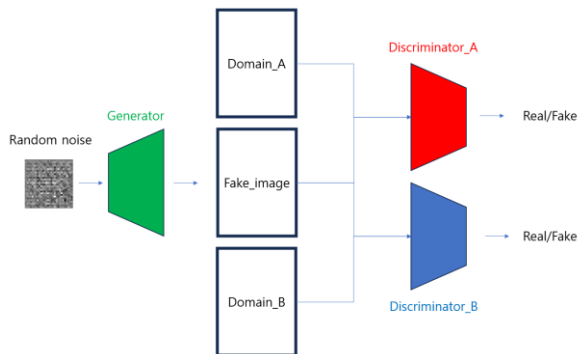 Domain_A
Discriminator_A
Generator
Real/Fake
Random noise
Fake_image
Real/Fake
Domain_B
Discriminator_B